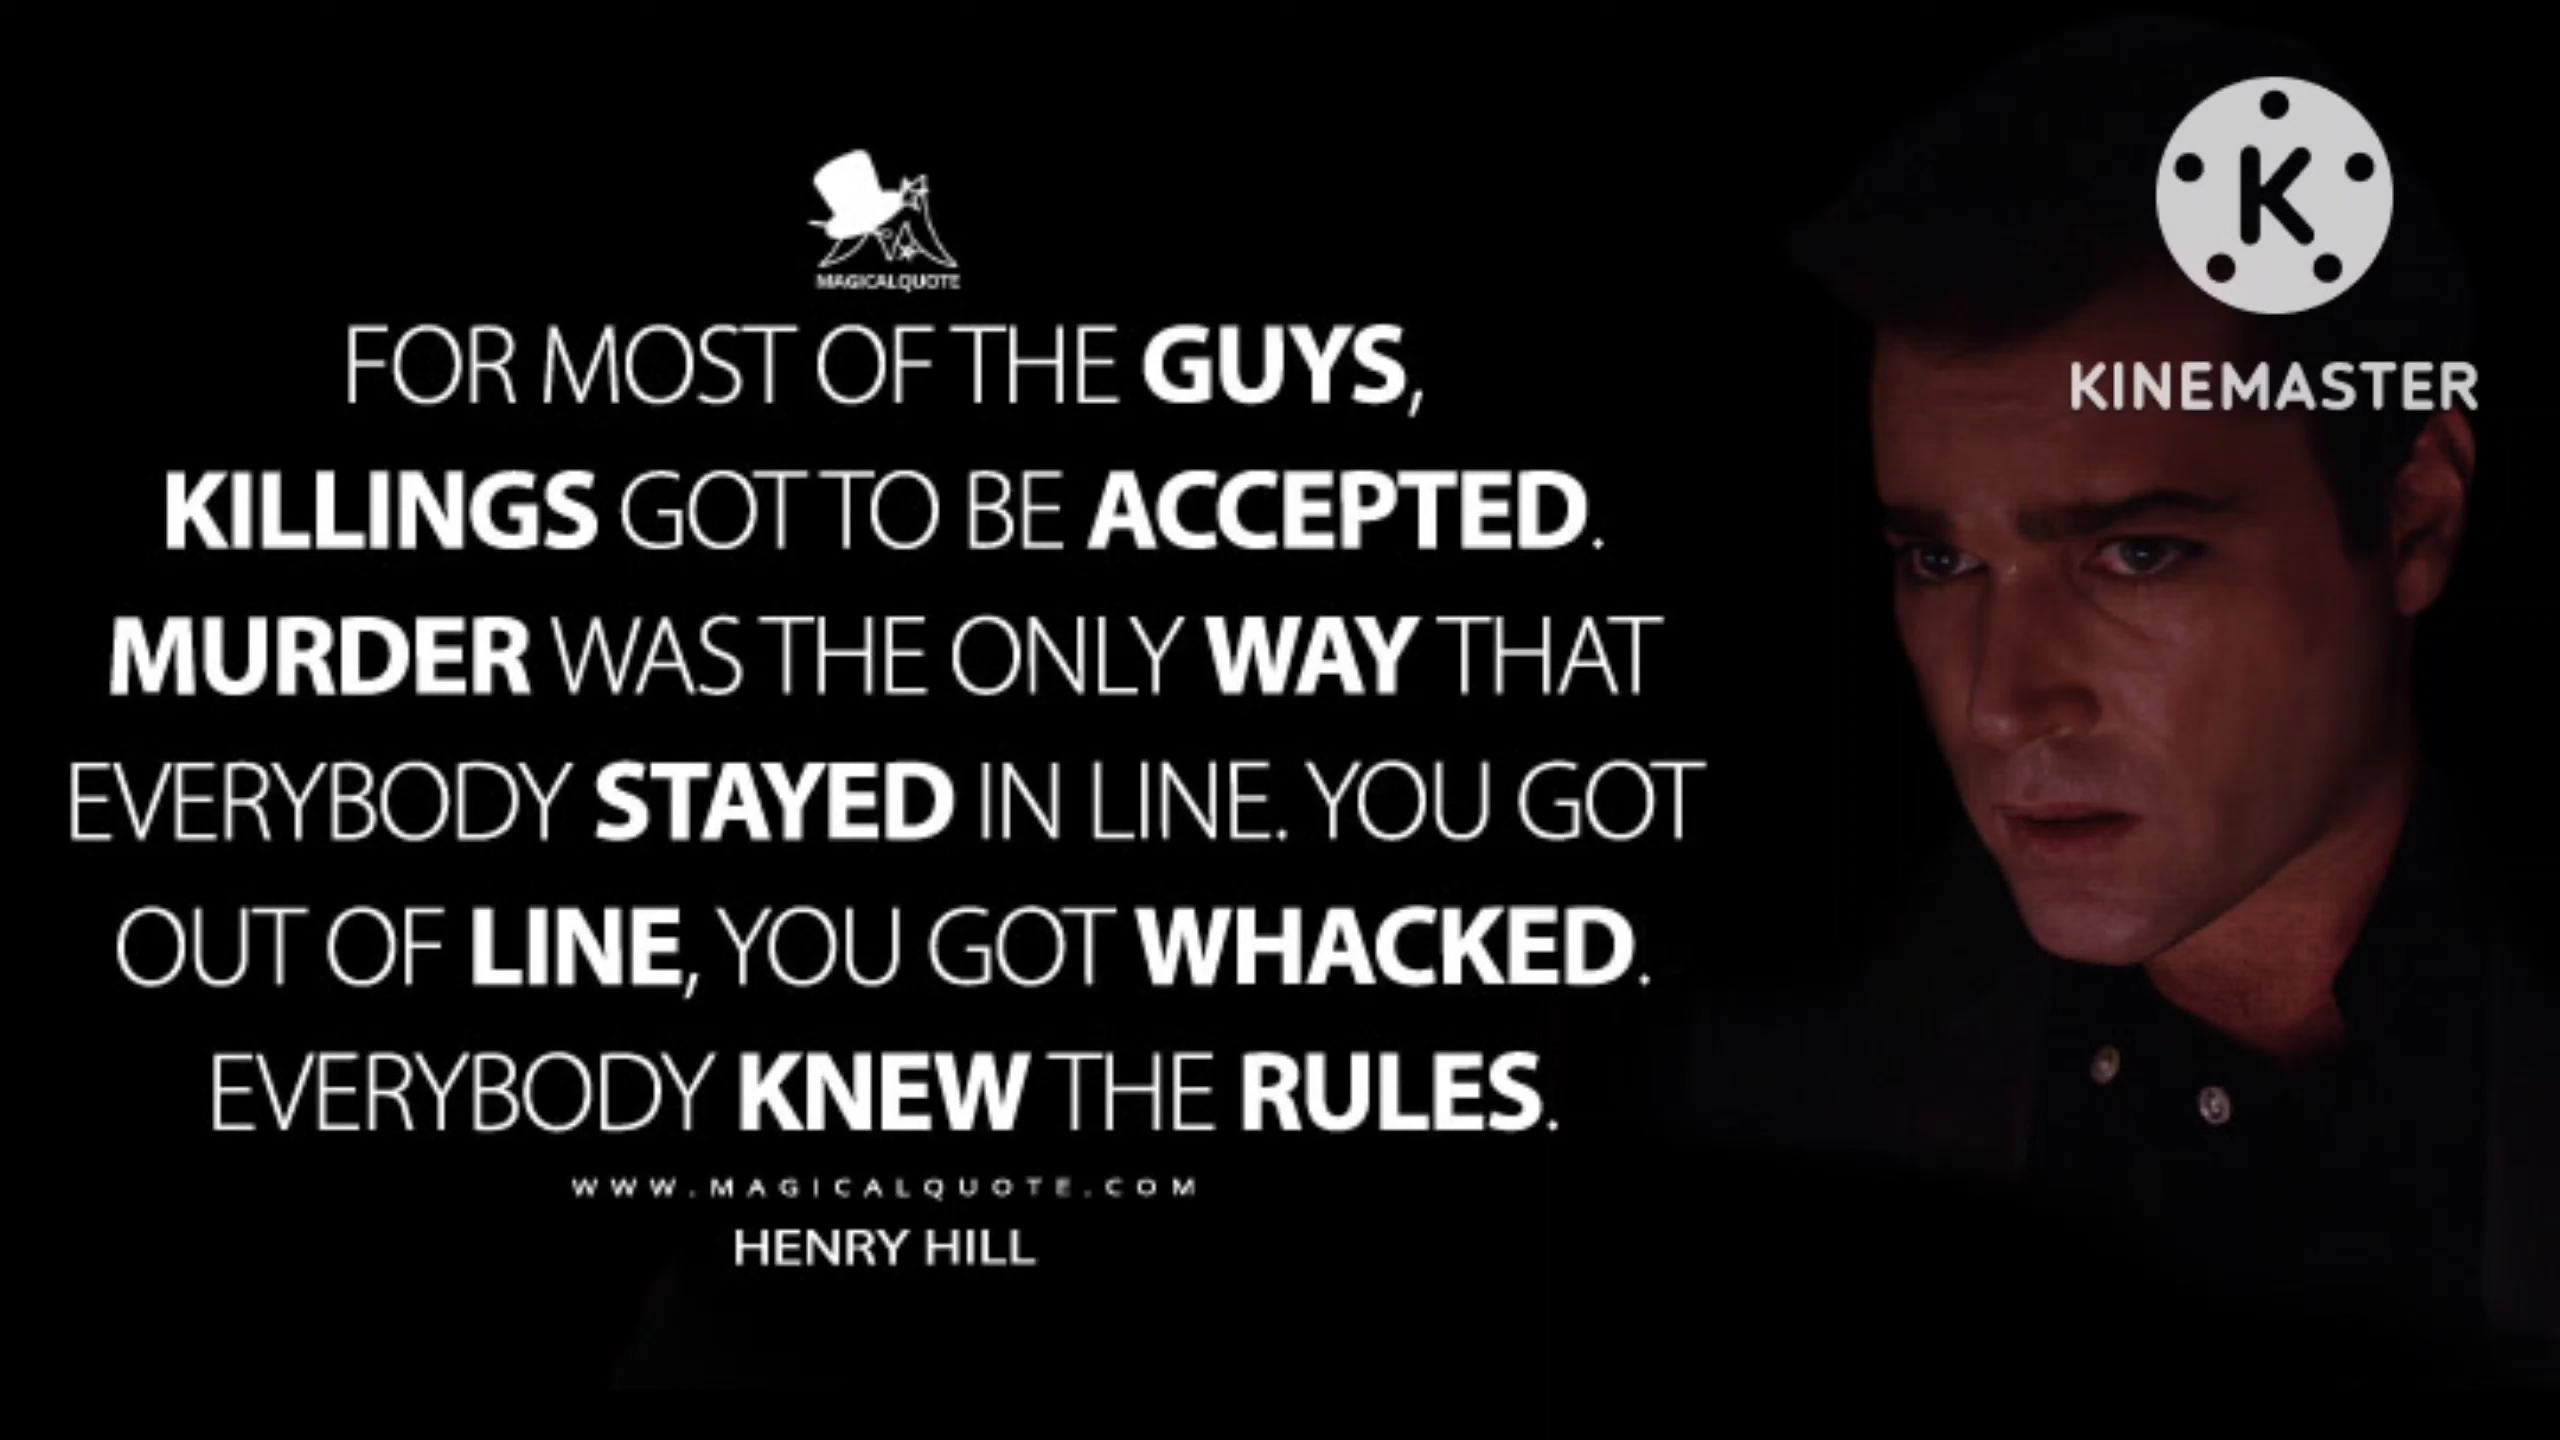 K
KINEMASTER
MAGICALQUOTE
FOR MOST OF THE GUYS,
KILLINGS GOT TO BE ACCEPTED.
MURDER WAS THE ONLY WAY THAT
EVERYBODY STAYED IN LINE. YOU GOT
OUT OF LINE, YOU GOT WHACKED.
EVERYBODY KNEW THE RULES.
WWW.MAGICALQUOTE.COM
HENRY HILL